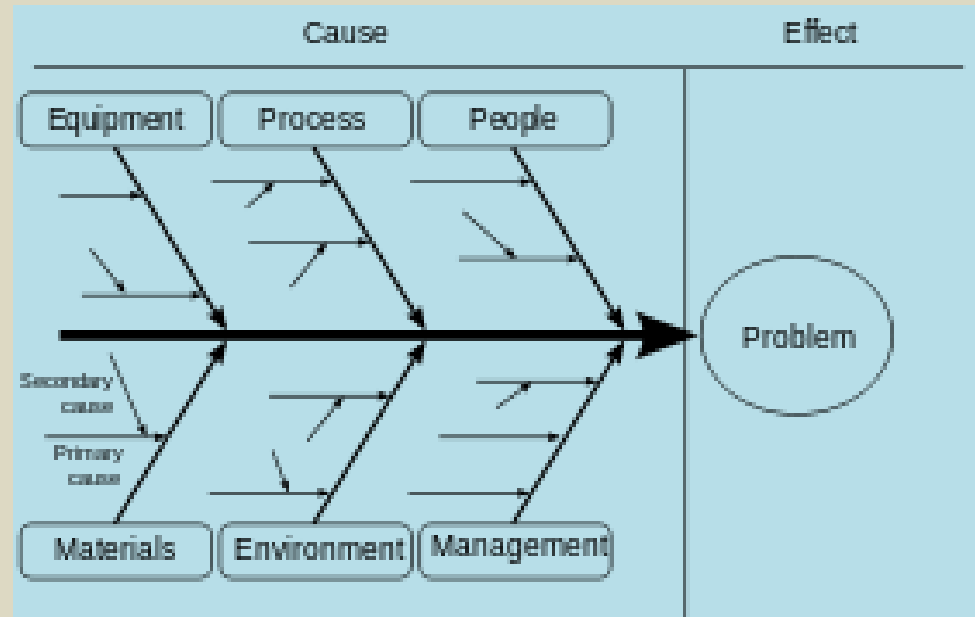 Cause
Effect
Equipment
Process
People
Problem
Secondary
cause
Primary
cause
Materials
Environment
Management